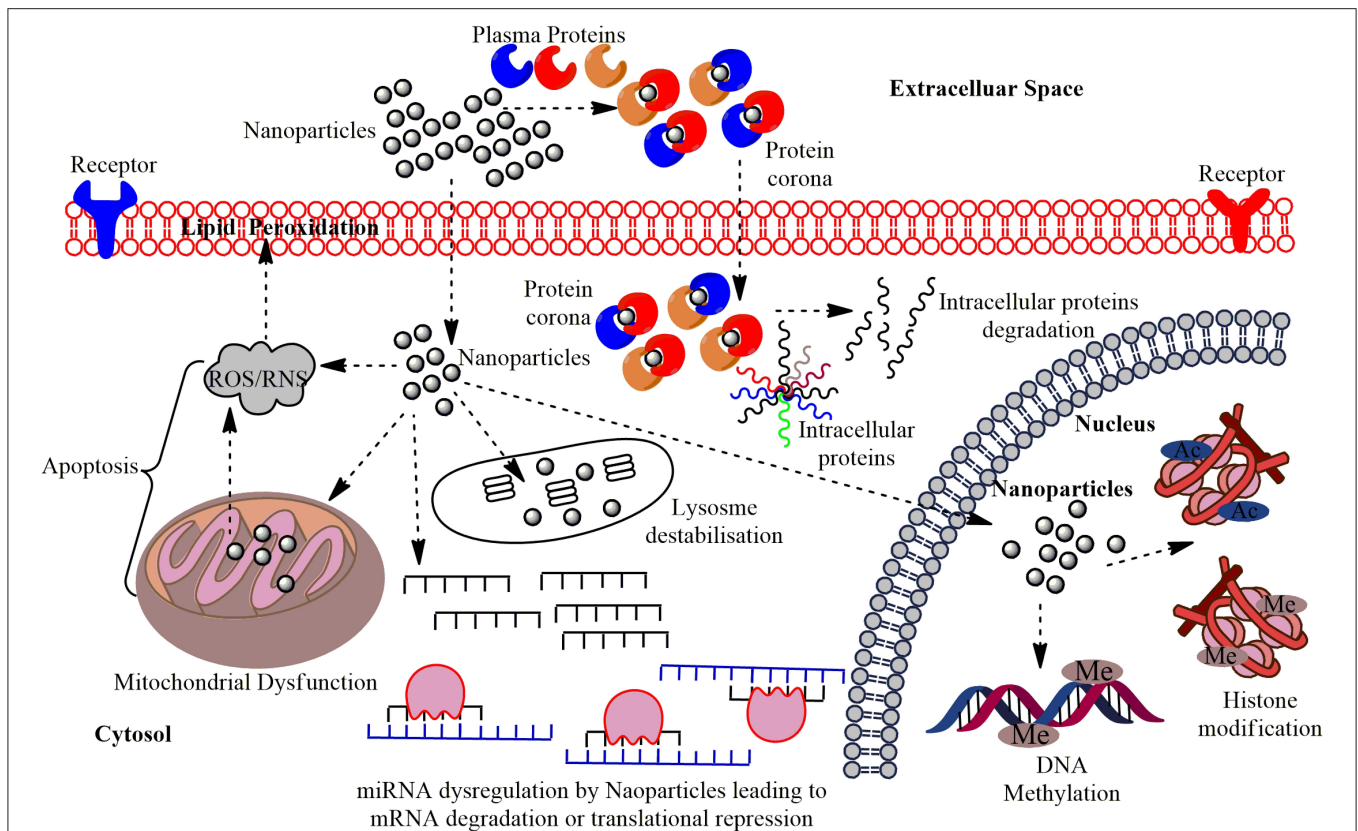 Plasma Proteins
Extracelluar Space
Nanoparticles
Protein
corona
Receptor
Receptor
Lipid Peroxidation
Protein
corona
Intracellular proteins
degradation
Nanoparticles
ROS/RNS
Nucleus
Intracellular
proteins
Ac
Apoptosis
Nanoparticles
Ac
Lysosme
destabilisation
Me
Me
Mitochondrial Dysfunction
Me
Histone
modification
Cytosol
Me
DNA
Methylation
miRNA dysregulation by Naoparticles leading to
mRNA degradation or translational repression